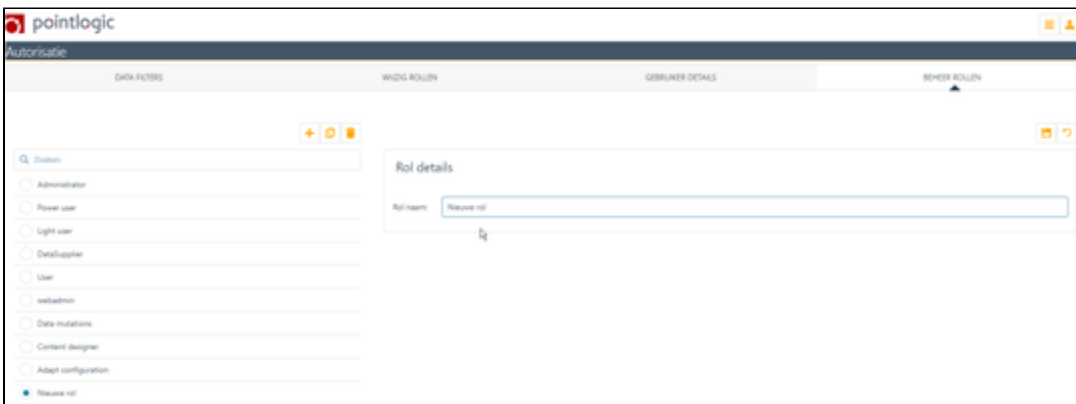 pointlogic
Autorisatie
DATA FILTERS
WIJZIG ROLLEN
GEBRUIKER DETAILS
BEHEER ROLLEN
Zoeken
Administrator
Power user
Light user
DataSupplier
User
webadmin
Data mutations
Content designer
Adapt configuration
Nieuwe rol
Rol details
Rol naam: Nieuwe rol